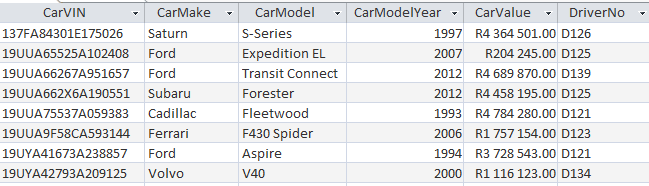 CarVIN CarMake CarModel CarModelYear CarValue DriverNo
137FA84301E175026 Saturn S-Series 1997 R4 364 501.00 D126
19UUA65525A102408 Ford Expedition EL 2007 R204 245.00 D125
19UUA66267A951657 Ford Transit Connect 2012 R4 689 870.00 D139
19UUA662X6A190551 Subaru Forester 2012 R4 458 195.00 D125
19UUA75537A059383 Cadillac Fleetwood 1993 R4 784 280.00 D121
19UUA9F58CA593144 Ferrari F430 Spider 2006 R1 757 154.00 D123
19UYA41673A238857 Ford Aspire 1994 R3 728 543.00 D121
19UYA42793A209125 Volvo V40 2000 R1 116 123.00 D134